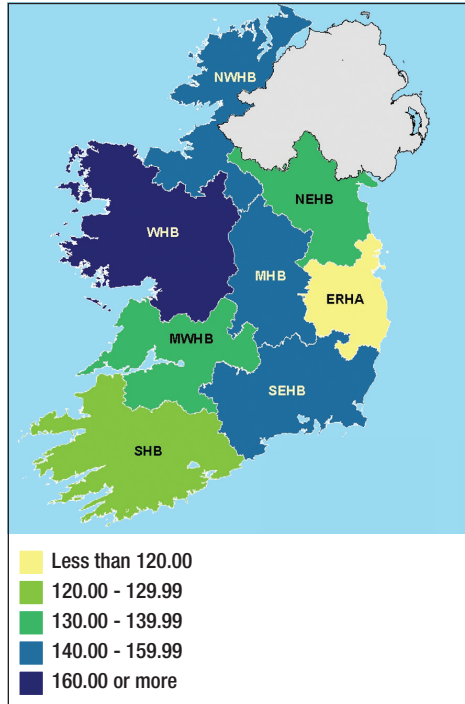 NWHB
NEHB
WHB
MHB
ERHA
MWHB
SEHB
SHB
Less than 120.00
120.00 - 129.99
130.00 - 139.99
140.00 - 159.99
160.00 or more